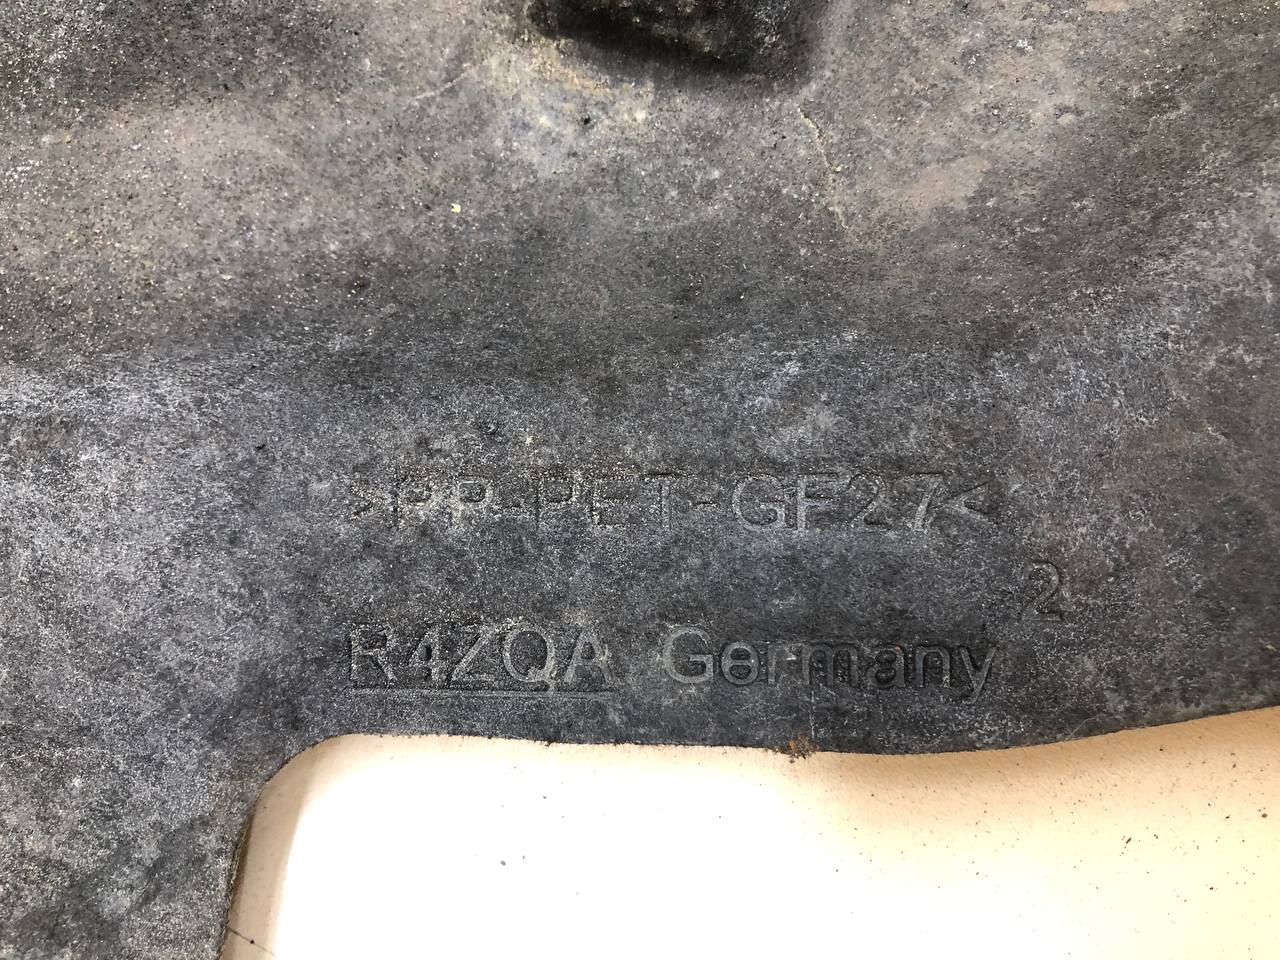 >PP-PET-GF27<
2
R4ZQA Germany